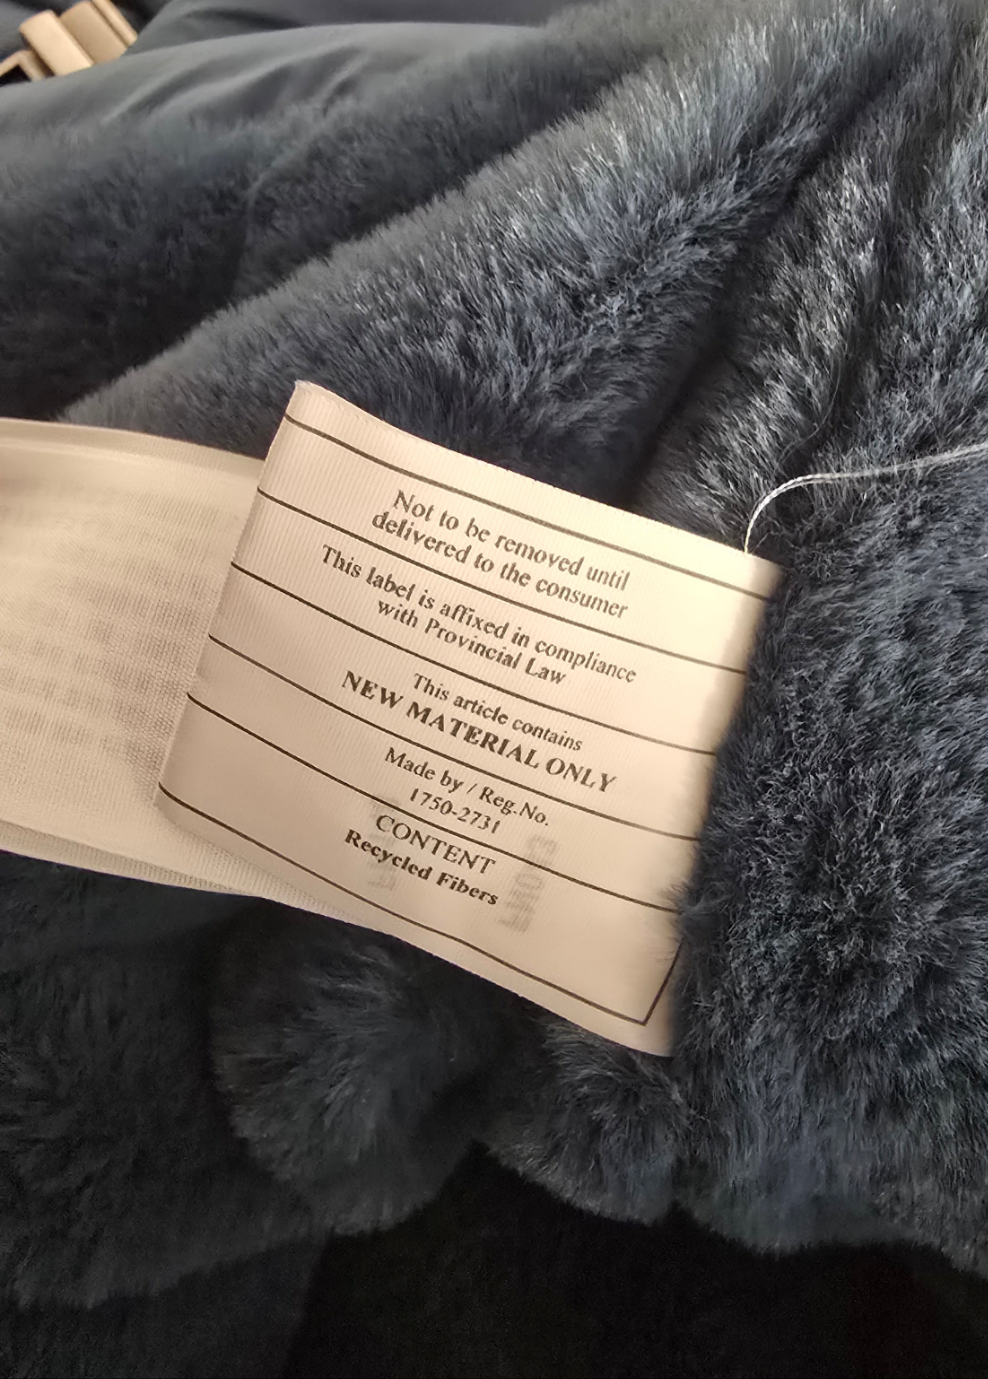 Not to be removed until
delivered to the consumer
This label is affixed in compliance
with Provincial Law
This article contains
NEW MATERIAL ONLY
Made by / Reg.No.
1750-2731
CONTENT
Recycled Fibers